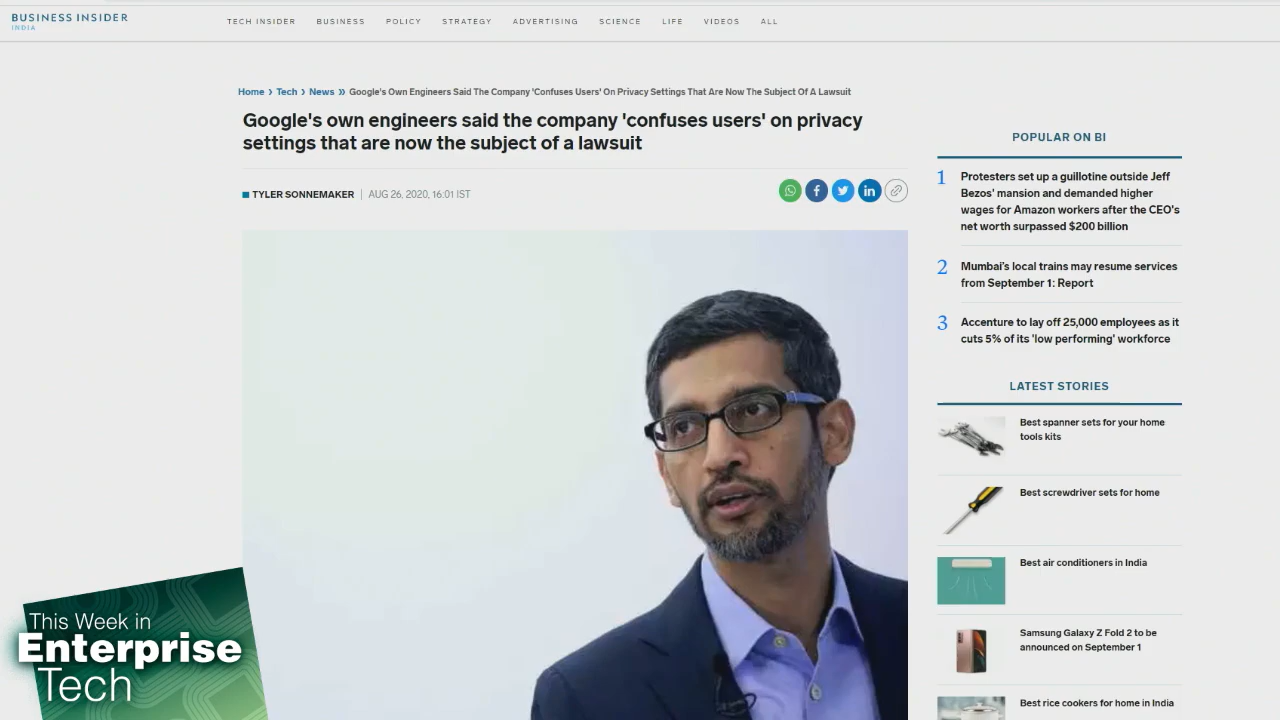 BUSINESS INSIDER
INDIA
TECH INSIDER BUSINESS POLICY STRATEGY ADVERTISING SCIENCE LIFE VIDEOS ALL
Home › Tech › News » Google's Own Engineers Said The Company 'Confuses Users' On Privacy Settings That Are Now The Subject Of A Lawsuit
Google's own engineers said the company 'confuses users' on privacy
settings that are now the subject of a lawsuit
TYLER SONNEMAKER | AUG 26, 2020, 16:01 IST
POPULAR ON BI
1 Protesters set up a guillotine outside Jeff
Bezos' mansion and demanded higher
wages for Amazon workers after the CEO's
net worth surpassed $200 billion
2 Mumbai's local trains may resume services
from September 1: Report
3 Accenture to lay off 25,000 employees as it
cuts 5% of its 'low performing' workforce
LATEST STORIES
Best spanner sets for your home
tools kits
Best screwdriver sets for home
Best air conditioners in India
Samsung Galaxy Z Fold 2 to be
announced on September 1
Best rice cookers for home in India
This Week in
Enterprise
Tech